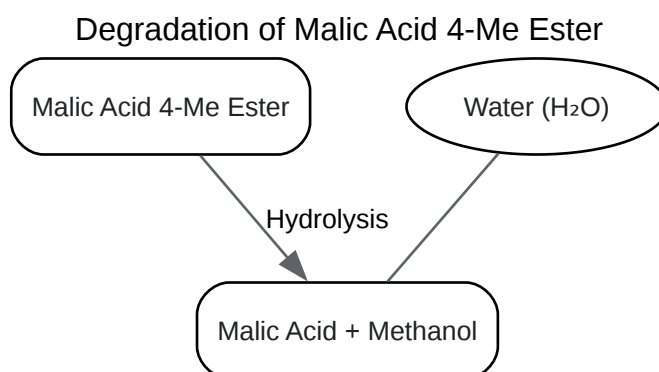 Degradation of Malic Acid 4-Me Ester
Malic Acid 4-Me Ester
Water (H₂O)
Hydrolysis
Malic Acid + Methanol